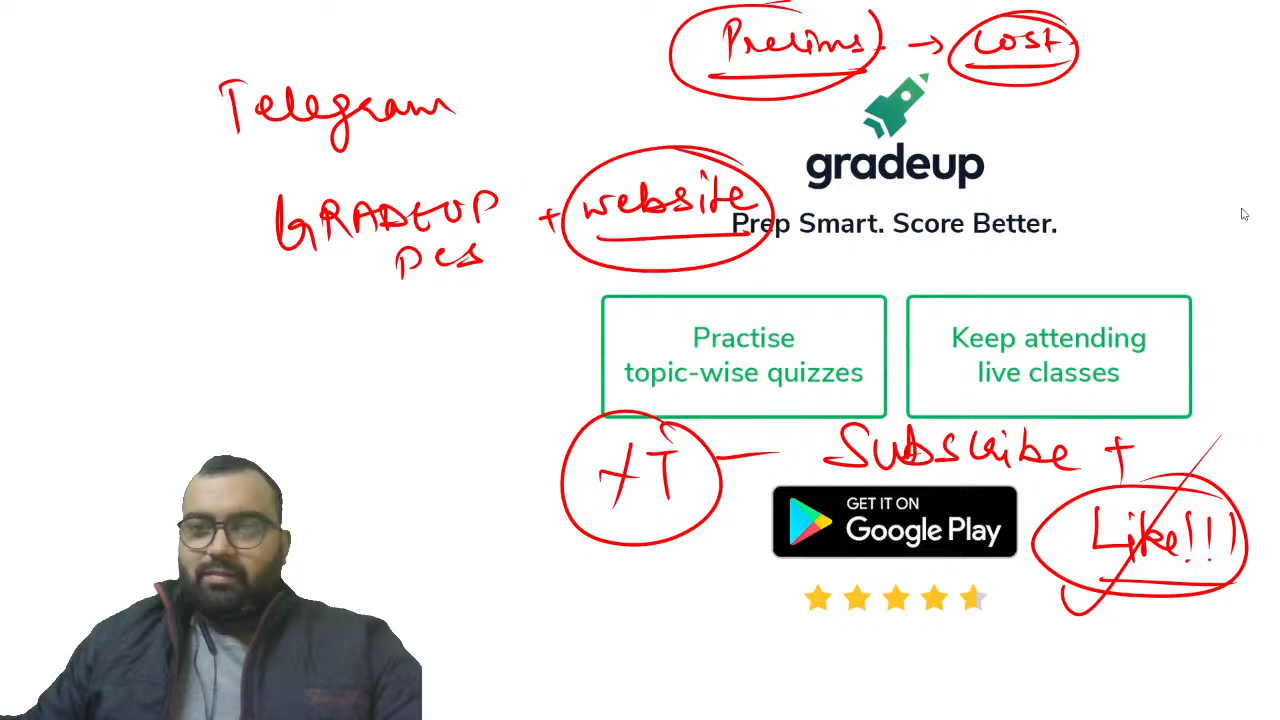 Prelims → Lost.
Telegram
gradeup
GRADEUP + website
Prep Smart. Score Better.
pcs
Practise
topic-wise quizzes
Keep attending
live classes
YT — Subscribe +
GET IT ON
Google Play
Like!!!